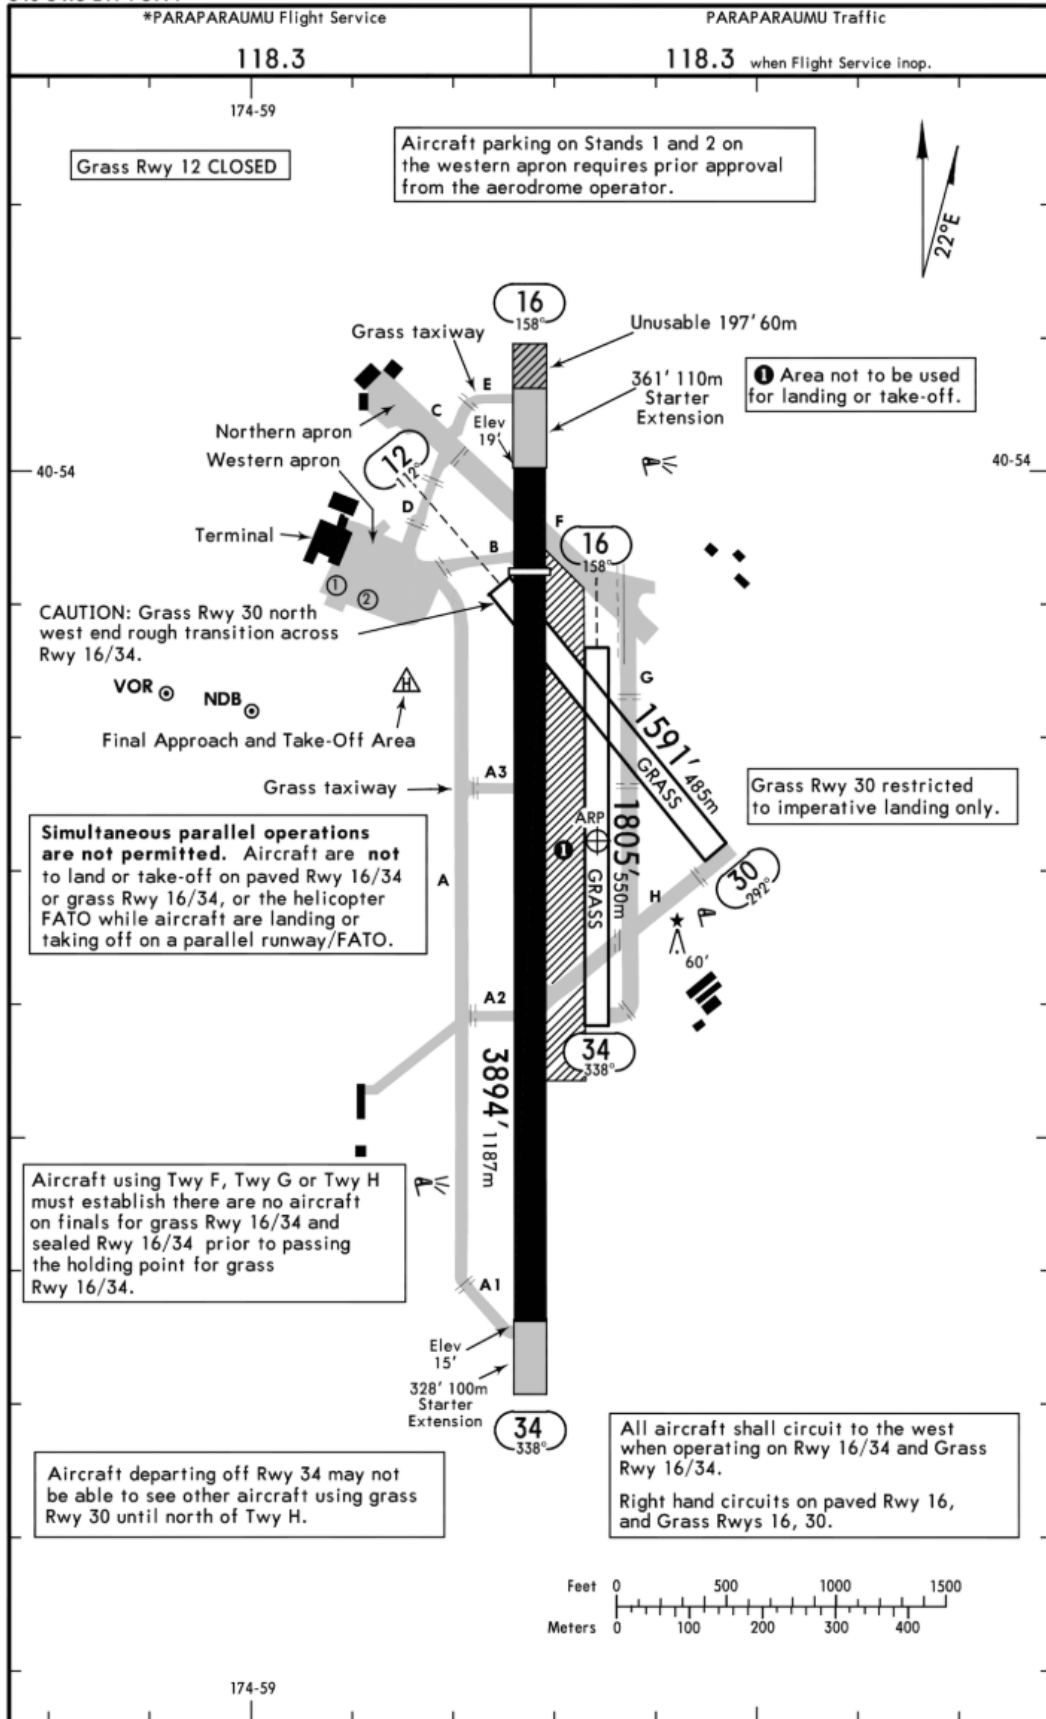 *PARAPARAUMU Flight Service
118.3
PARAPARAUMU Traffic
118.3 when Flight Service inop.
174-59
Grass Rwy 12 CLOSED
Aircraft parking on Stands 1 and 2 on
the western apron requires prior approval
from the aerodrome operator.
22°E
16
158°
Unusable 197' 60m
Grass taxiway
E
361' 110m
Starter
Extension
1 Area not to be used
for landing or take-off.
C
Elev
19'
Northern apron
Western apron
12
112°
40-54
40-54
D
F
Terminal
B
16
158°
1
2
CAUTION: Grass Rwy 30 north
west end rough transition across
Rwy 16/34.
VOR
NDB
H
G
Final Approach and Take-Off Area
1591' 485m
GRASS
A3
Grass taxiway
Grass Rwy 30 restricted
to imperative landing only.
ARP
1805' 550m
GRASS
1
Simultaneous parallel operations
are not permitted. Aircraft are not
to land or take-off on paved Rwy 16/34
or grass Rwy 16/34, or the helicopter
FATO while aircraft are landing or
taking off on a parallel runway/FATO.
A
H
30
292°
60'
A2
34
338°
3894' 1187m
Aircraft using Twy F, Twy G or Twy H
must establish there are no aircraft
on finals for grass Rwy 16/34 and
sealed Rwy 16/34 prior to passing
the holding point for grass
Rwy 16/34.
A1
Elev
15'
328' 100m
Starter
Extension
34
338°
All aircraft shall circuit to the west
when operating on Rwy 16/34 and Grass
Rwy 16/34.
Right hand circuits on paved Rwy 16,
and Grass Rwys 16, 30.
Aircraft departing off Rwy 34 may not
be able to see other aircraft using grass
Rwy 30 until north of Twy H.
Feet 0 500 1000 1500
Meters 0 100 200 300 400
174-59